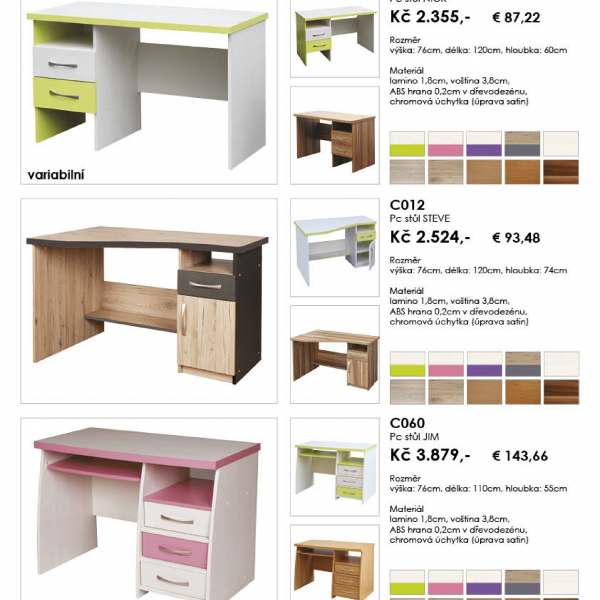 Kč 2.355,- € 87,22
Rozměr
výška: 76cm, délka: 120cm, hloubka: 60cm
Materiál
lamino 1,8cm, voština 3,8cm,
ABS hrana 0,2cm v dřevodezénu,
chromová úchytka (úprava satin)
variabilní
C012
Pc stůl STEVE
Kč 2.524,- € 93,48
Rozměr
výška: 76cm, délka: 120cm, hloubka: 74cm
Materiál
lamino 1,8cm, voština 3,8cm,
ABS hrana 0,2cm v dřevodezénu,
chromová úchytka (úprava satin)
C060
Pc stůl JIM
Kč 3.879,- € 143,66
Rozměr
výška: 76cm, délka: 110cm, hloubka: 55cm
Materiál
lamino 1,8cm, voština 3,8cm,
ABS hrana 0,2cm v dřevodezénu,
chromová úchytka (úprava satin)